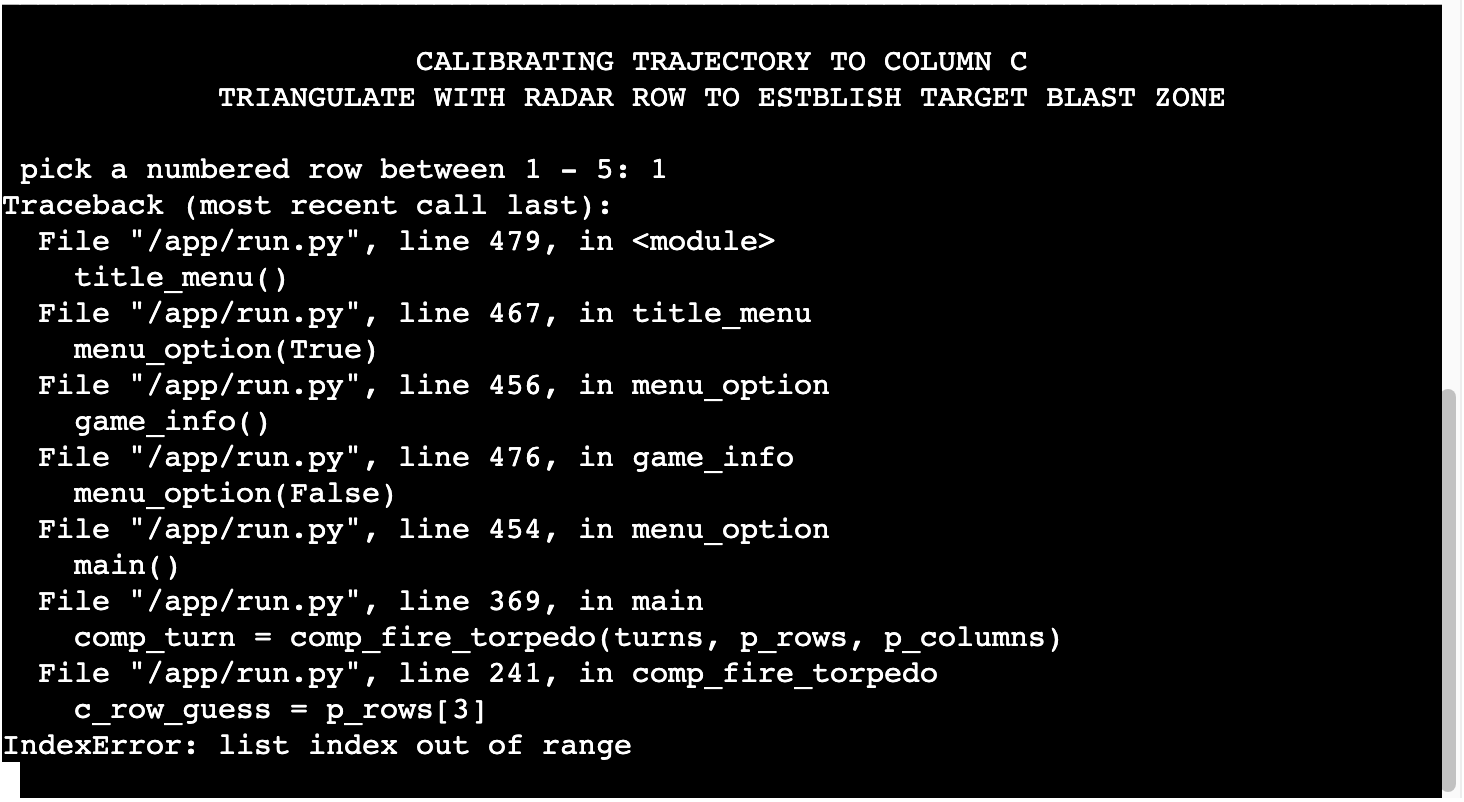 CALIBRATING TRAJECTORY TO COLUMN C
TRIANGULATE WITH RADAR ROW TO ESTBLISH TARGET BLAST ZONE
pick a numbered row between 1 - 5: 1
Traceback (most recent call last):
File "/app/run.py", line 479, in <module>
title_menu()
File "/app/run.py", line 467, in title_menu
menu_option(True)
File "/app/run.py", line 456, in menu_option
game_info()
File "/app/run.py", line 476, in game_info
menu_option(False)
File "/app/run.py", line 454, in menu_option
main()
File "/app/run.py", line 369, in main
comp_turn = comp_fire_torpedo(turns, p_rows, p_columns)
File "/app/run.py", line 241, in comp_fire_torpedo
c_row_guess = p_rows[3]
IndexError: list index out of range